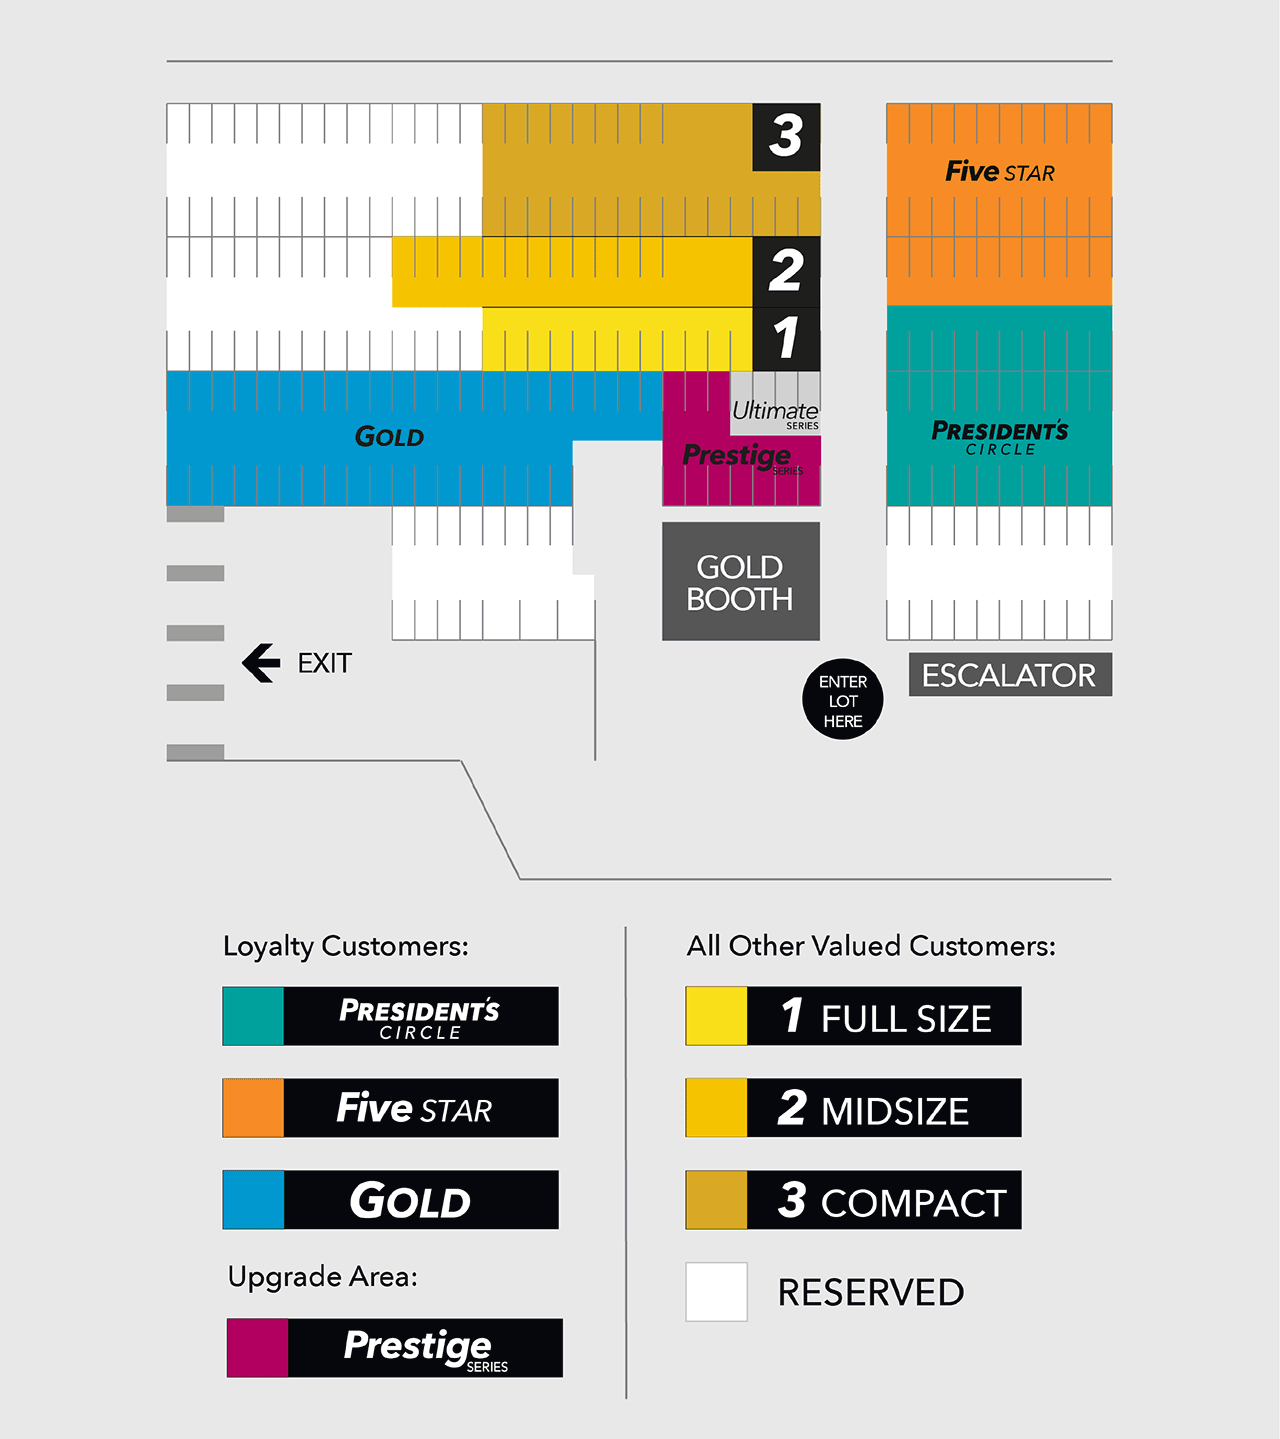 3
Five STAR
2
1
Ultimate
SERIES
GOLD
PRESIDENT'S
CIRCLE
Prestige
SERIES
GOLD
BOOTH
EXIT
ENTER
LOT
HERE
ESCALATOR
Loyalty Customers:
PRESIDENT'S
CIRCLE
Five STAR
GOLD
Upgrade Area:
Prestige
SERIES
All Other Valued Customers:
1 FULL SIZE
2 MIDSIZE
3 COMPACT
RESERVED